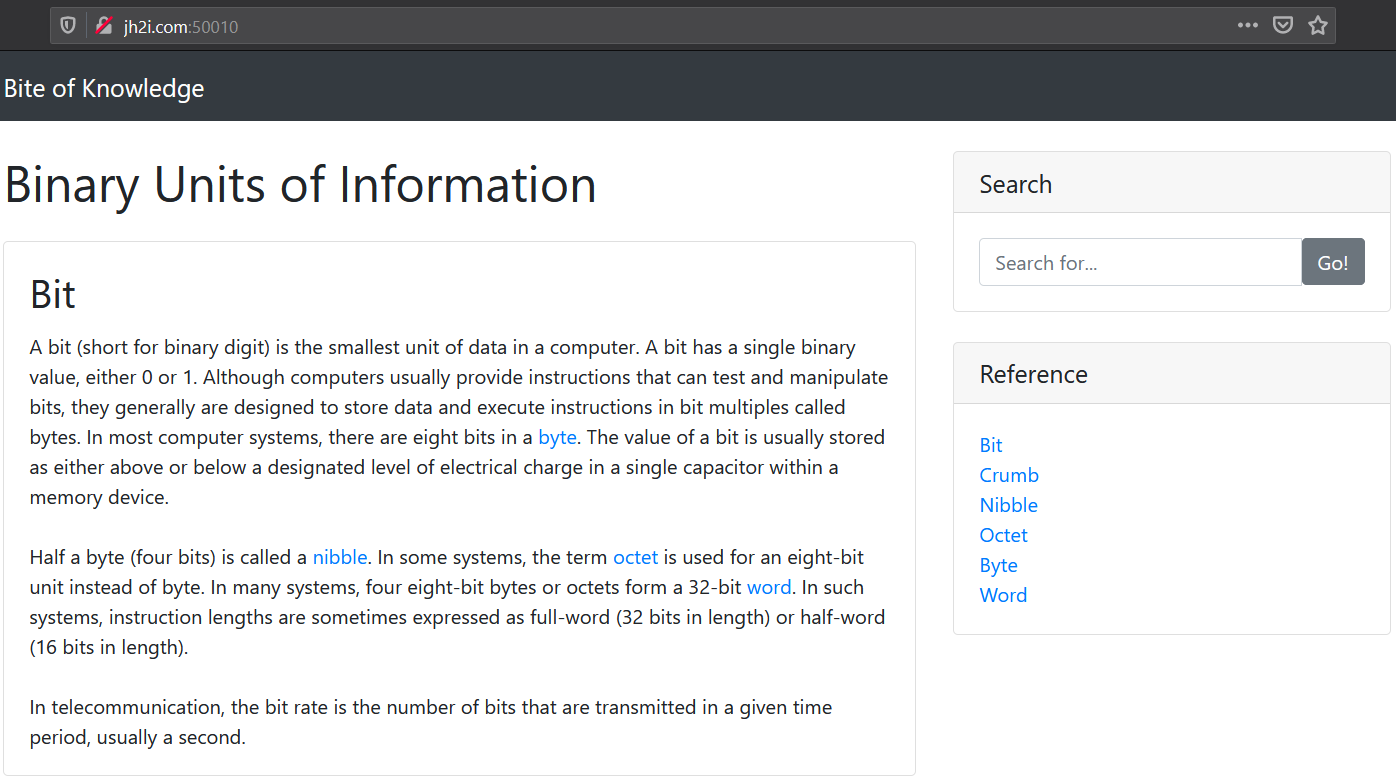 jh2i.com:50010
Bite of Knowledge
Binary Units of Information
Bit
A bit (short for binary digit) is the smallest unit of data in a computer. A bit has a single binary
value, either 0 or 1. Although computers usually provide instructions that can test and manipulate
bits, they generally are designed to store data and execute instructions in bit multiples called
bytes. In most computer systems, there are eight bits in a byte. The value of a bit is usually stored
as either above or below a designated level of electrical charge in a single capacitor within a
memory device.
Half a byte (four bits) is called a nibble. In some systems, the term octet is used for an eight-bit
unit instead of byte. In many systems, four eight-bit bytes or octets form a 32-bit word. In such
systems, instruction lengths are sometimes expressed as full-word (32 bits in length) or half-word
(16 bits in length).
In telecommunication, the bit rate is the number of bits that are transmitted in a given time
period, usually a second.
Search
Search for...
Go!
Reference
Bit
Crumb
Nibble
Octet
Byte
Word